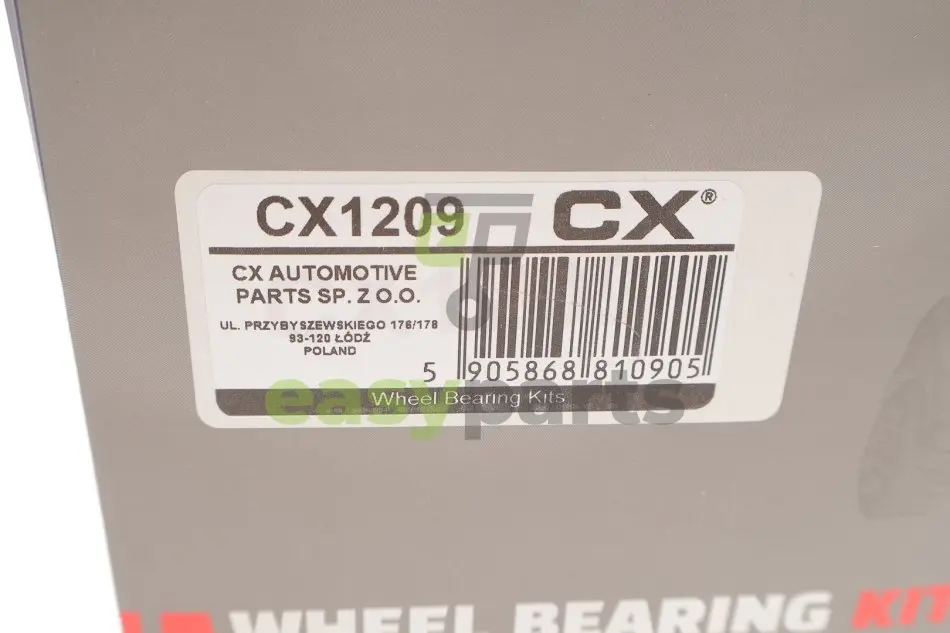 CX1209
CX®
CX AUTOMOTIVE
PARTS SP. Z O.O.
UL. PRZYBYSZEWSKIEGO 176/178
93-120 ŁÓDŹ
POLAND
5 905868 810905
Wheel Bearing Kits
easyparts
WHEEL BEARING KIT